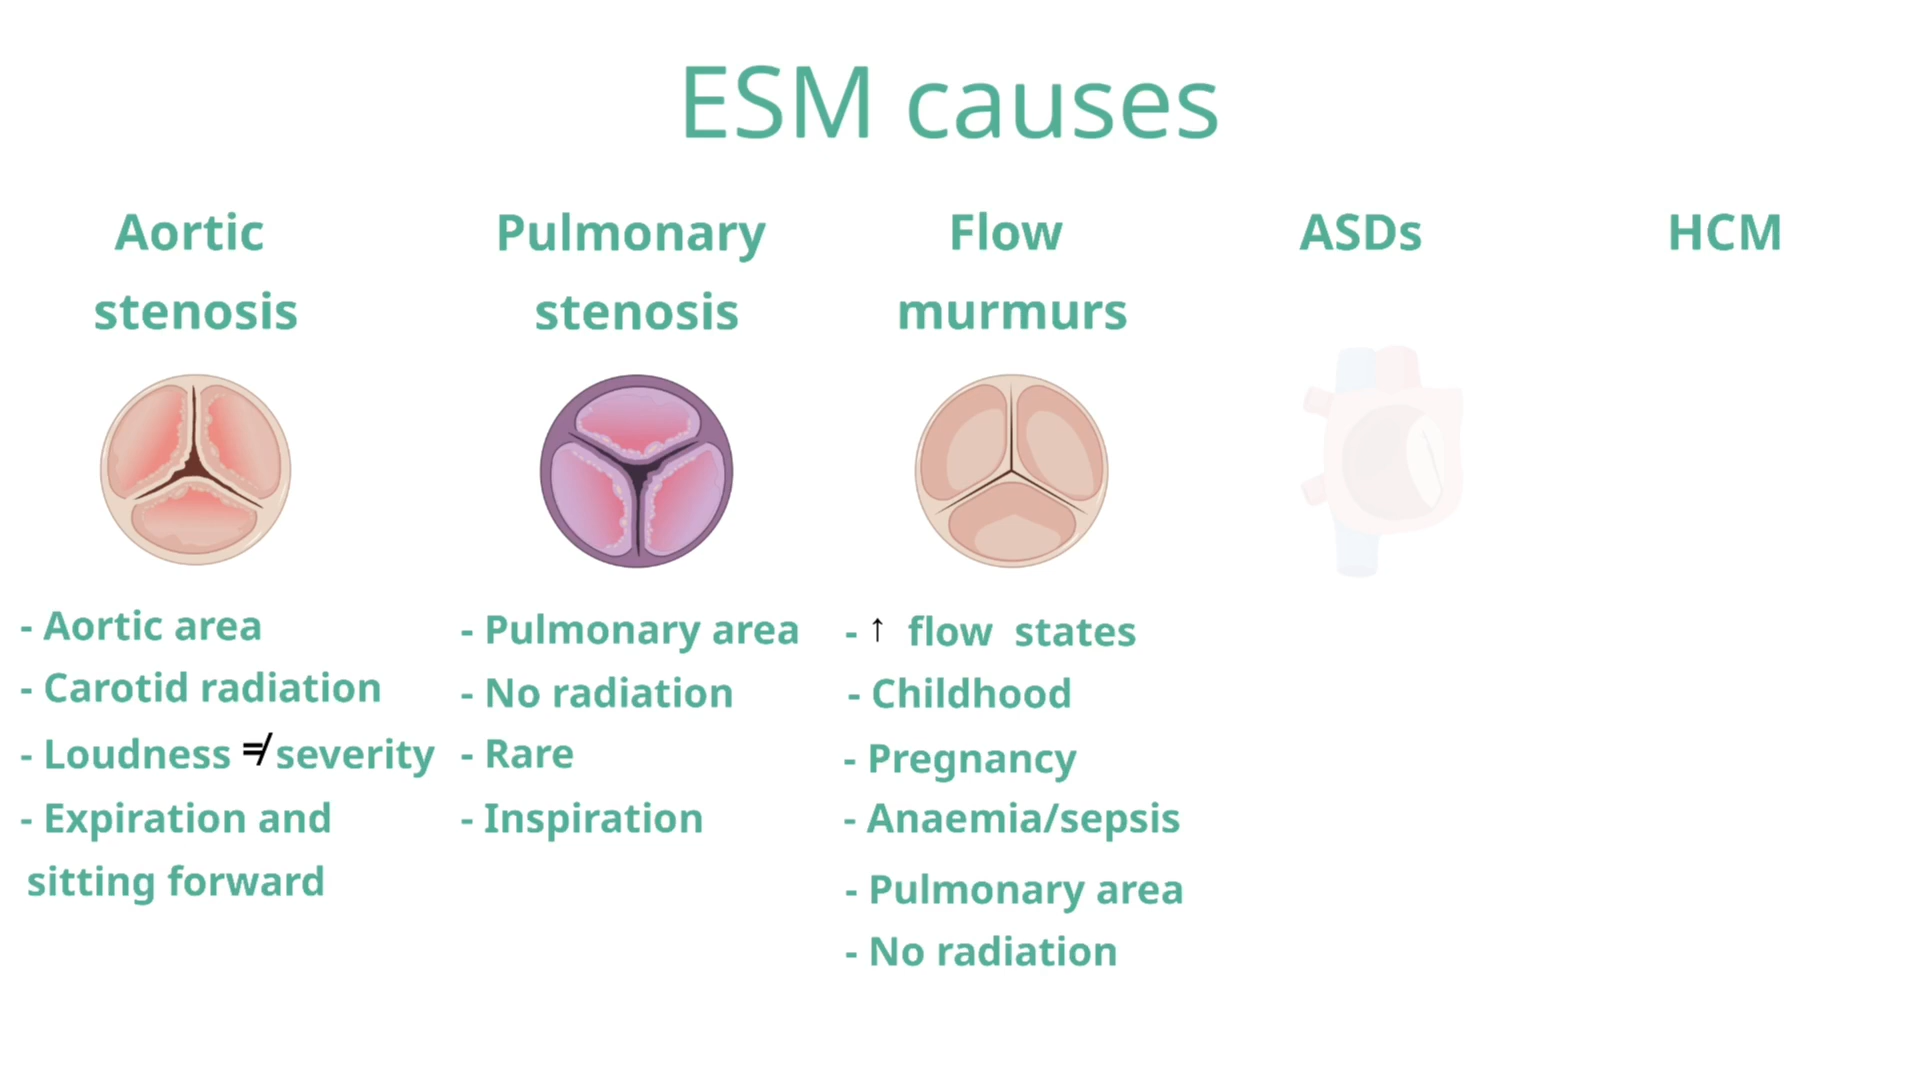 ESM causes
Aortic
stenosis
- Aortic area
- Carotid radiation
- Loudness ≠ severity
- Expiration and
sitting forward
Pulmonary
stenosis
- Pulmonary area
- No radiation
- Rare
- Inspiration
Flow
murmurs
- ↑ flow states
- Childhood
- Pregnancy
- Anaemia/sepsis
- Pulmonary area
- No radiation
ASDs
HCM